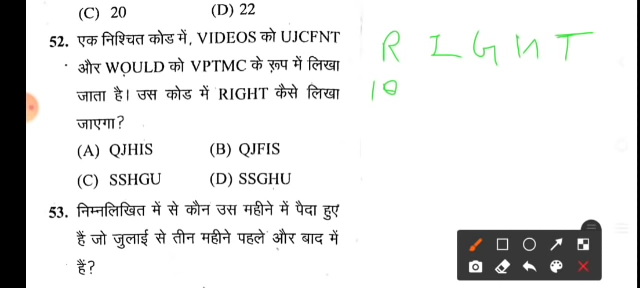 (C) 20 (D) 22
52. एक निश्चित कोड में, VIDEOS को UJCFNT
और WOULD को VPTMC के रूप में लिखा
जाता है। उस कोड में RIGHT कैसे लिखा
जाएगा?
(A) QJHIS (B) QJFIS
(C) SSHGU (D) SSGHU
53. निम्नलिखित में से कौन उस महीने में पैदा हुए
हैं जो जुलाई से तीन महीने पहले और बाद में
हैं?
R I G H T
18